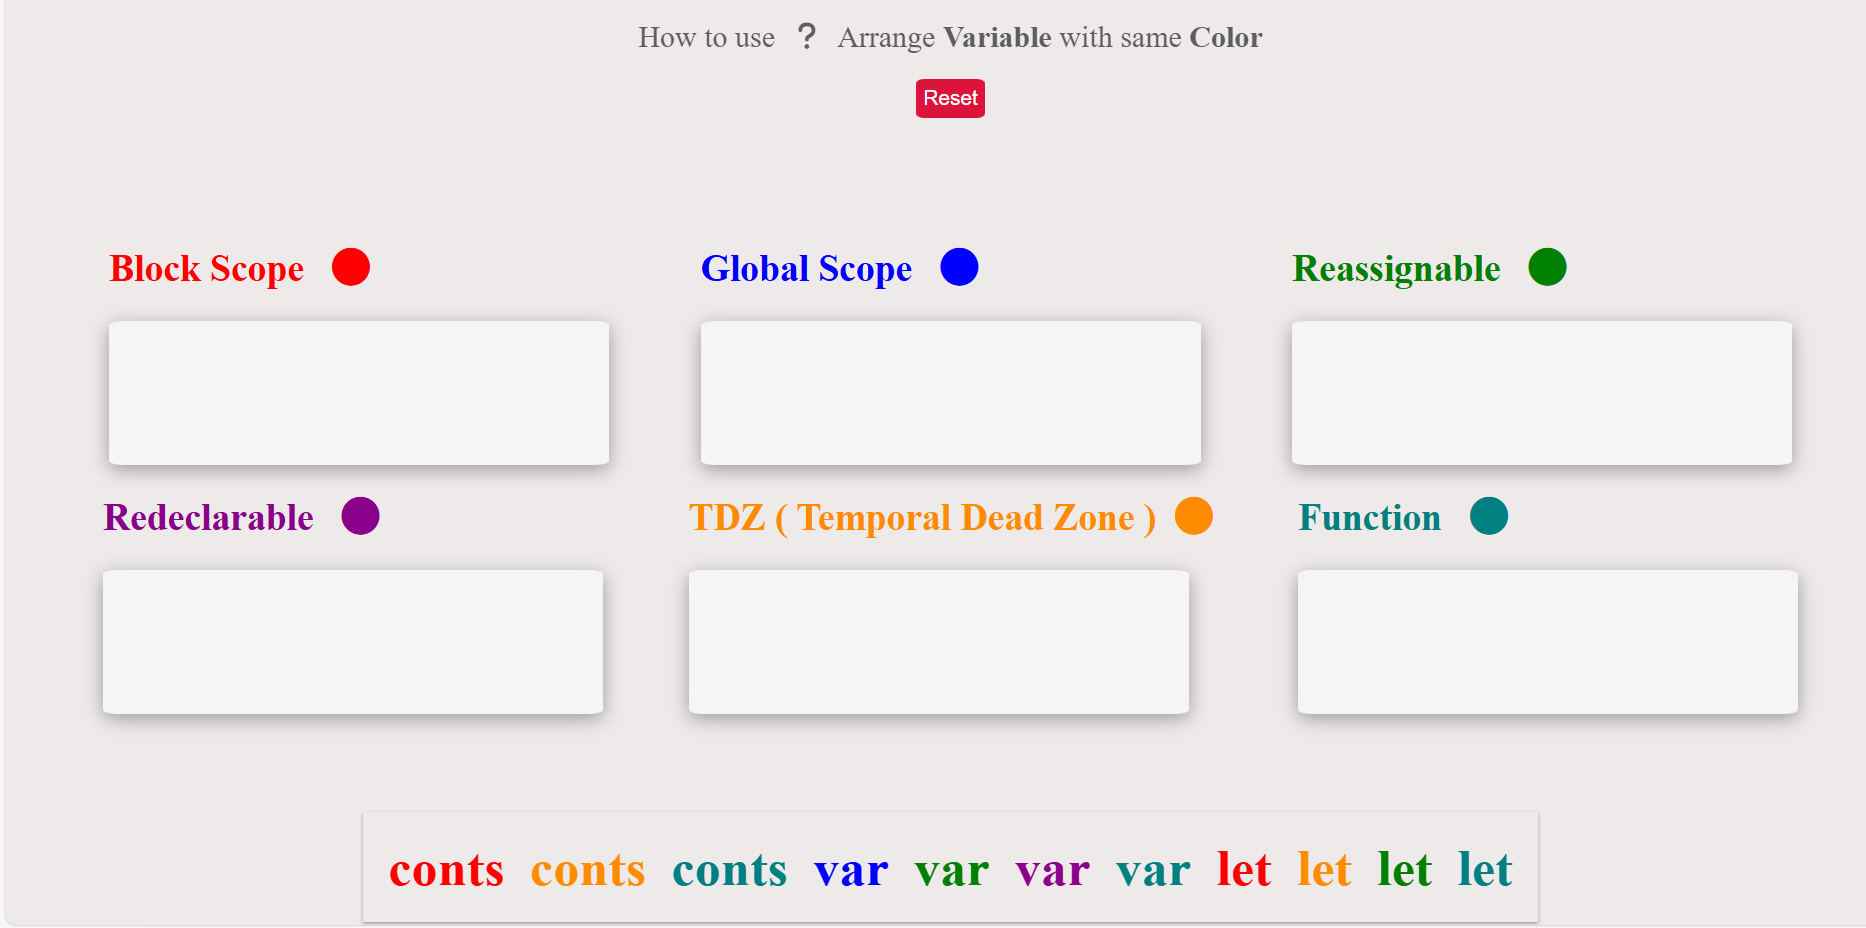 How to use ? Arrange Variable with same Color
Reset
Block Scope
Global Scope
Reassignable
Redeclarable
TDZ ( Temporal Dead Zone )
Function
conts conts conts var var var var let let let let